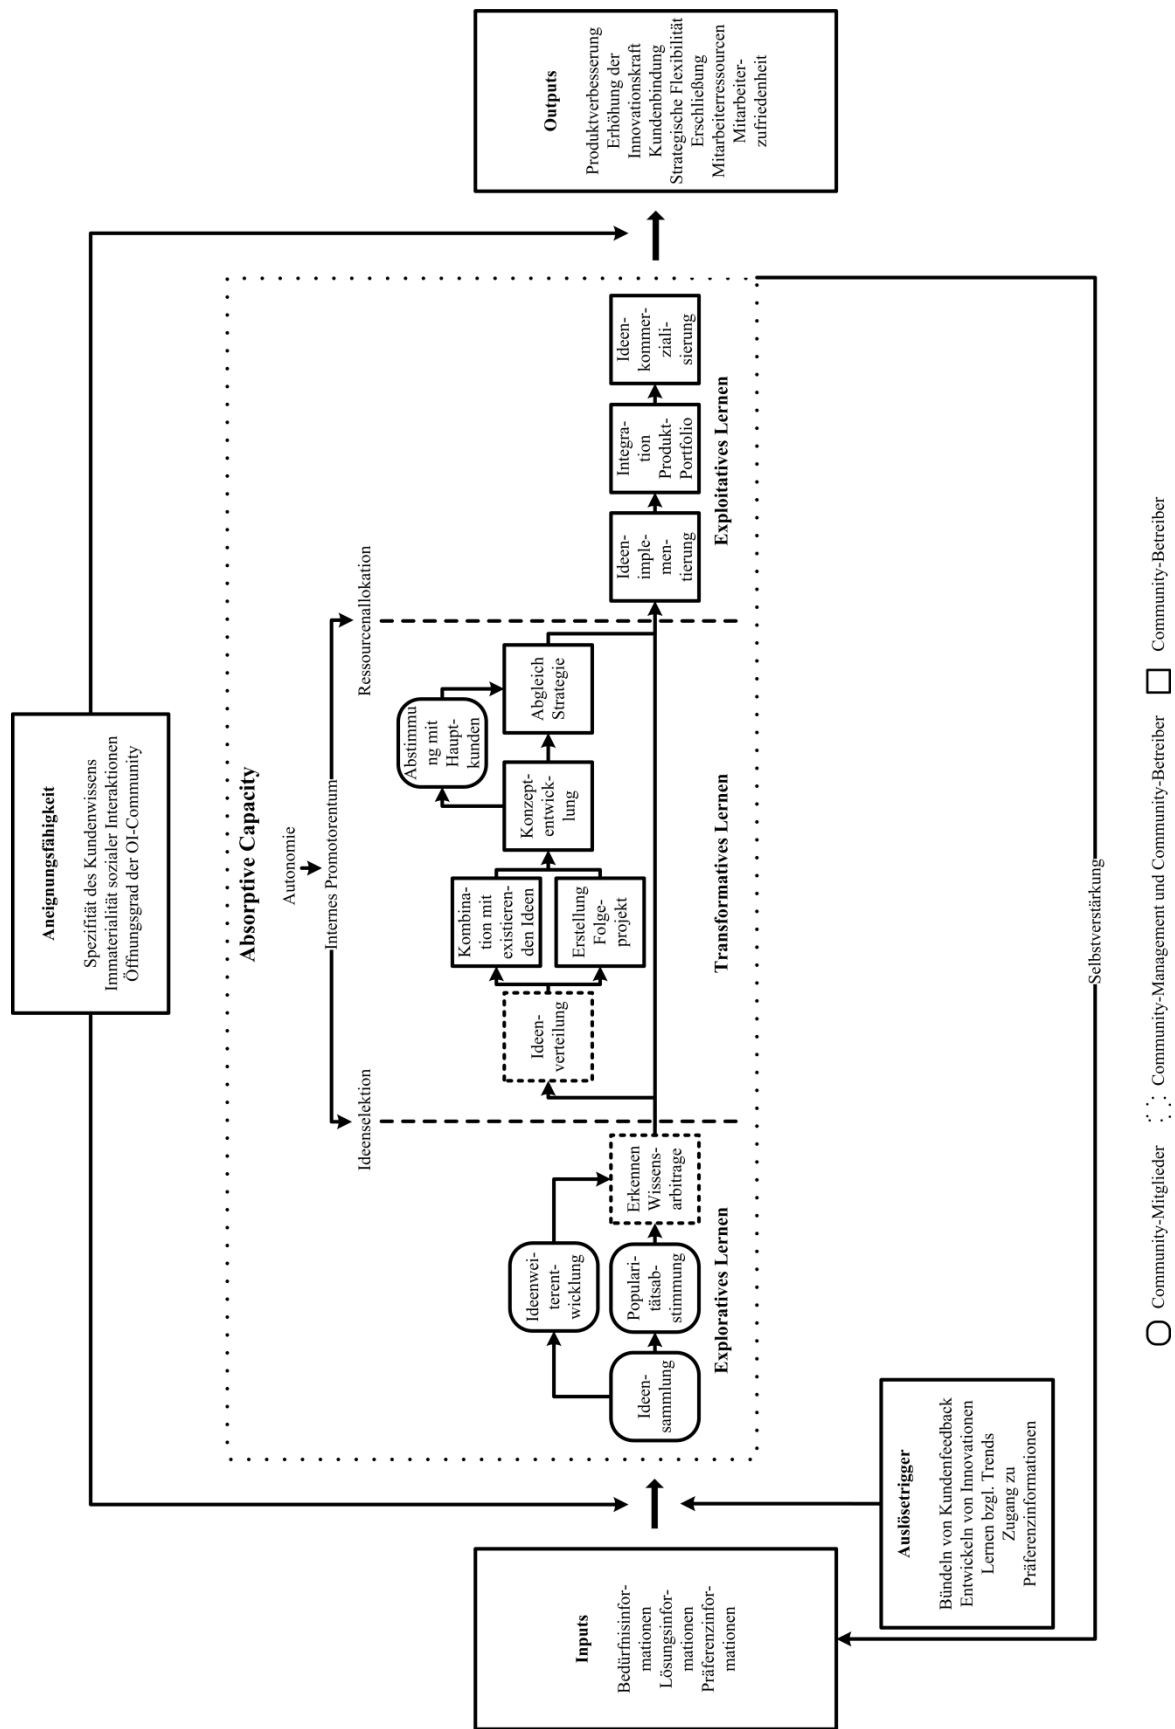 Aneignungsfähigkeit
Spezifität des Kundenwissens
Immaterialität sozialer Interaktionen
Öffnungsgrad der OI-Community
Absorptive Capacity
Autonomie
Internes Promotorentum
Ideenselektion
Ressourcenallokation
Inputs
Bedürfnisinfor-
mationen
Lösungsinfor-
mationen
Präferenzinfor-
mationen
Ideen-
sammlung
Ideenwei-
terent-
wicklung
Populari-
tätsab-
stimmung
Erkennen
Wissens-
arbitrage
Exploratives Lernen
Ideen-
verteilung
Kombina-
tion mit
existieren-
den Ideen
Erstellung
Folge-
projekt
Konzept-
entwick-
lung
Abstimmu
ng mit
Haupt-
kunden
Abgleich
Strategie
Transformatives Lernen
Ideen-
imple-
men-
tierung
Integra-
tion
Produkt-
Portfolio
Ideen-
kommer-
ziali-
sierung
Exploitatives Lernen
Outputs
Produktverbesserung
Erhöhung der
Innovationskraft
Kundenbindung
Strategische Flexibilität
Erschließung
Mitarbeiterressourcen
Mitarbeiter-
zufriedenheit
Auslösetrigger
Bündeln von Kundenfeedback
Entwickeln von Innovationen
Lernen bzgl. Trends
Zugang zu
Präferenzinformationen
Selbstverstärkung
Community-Mitglieder
Community-Management und Community-Betreiber
Community-Betreiber